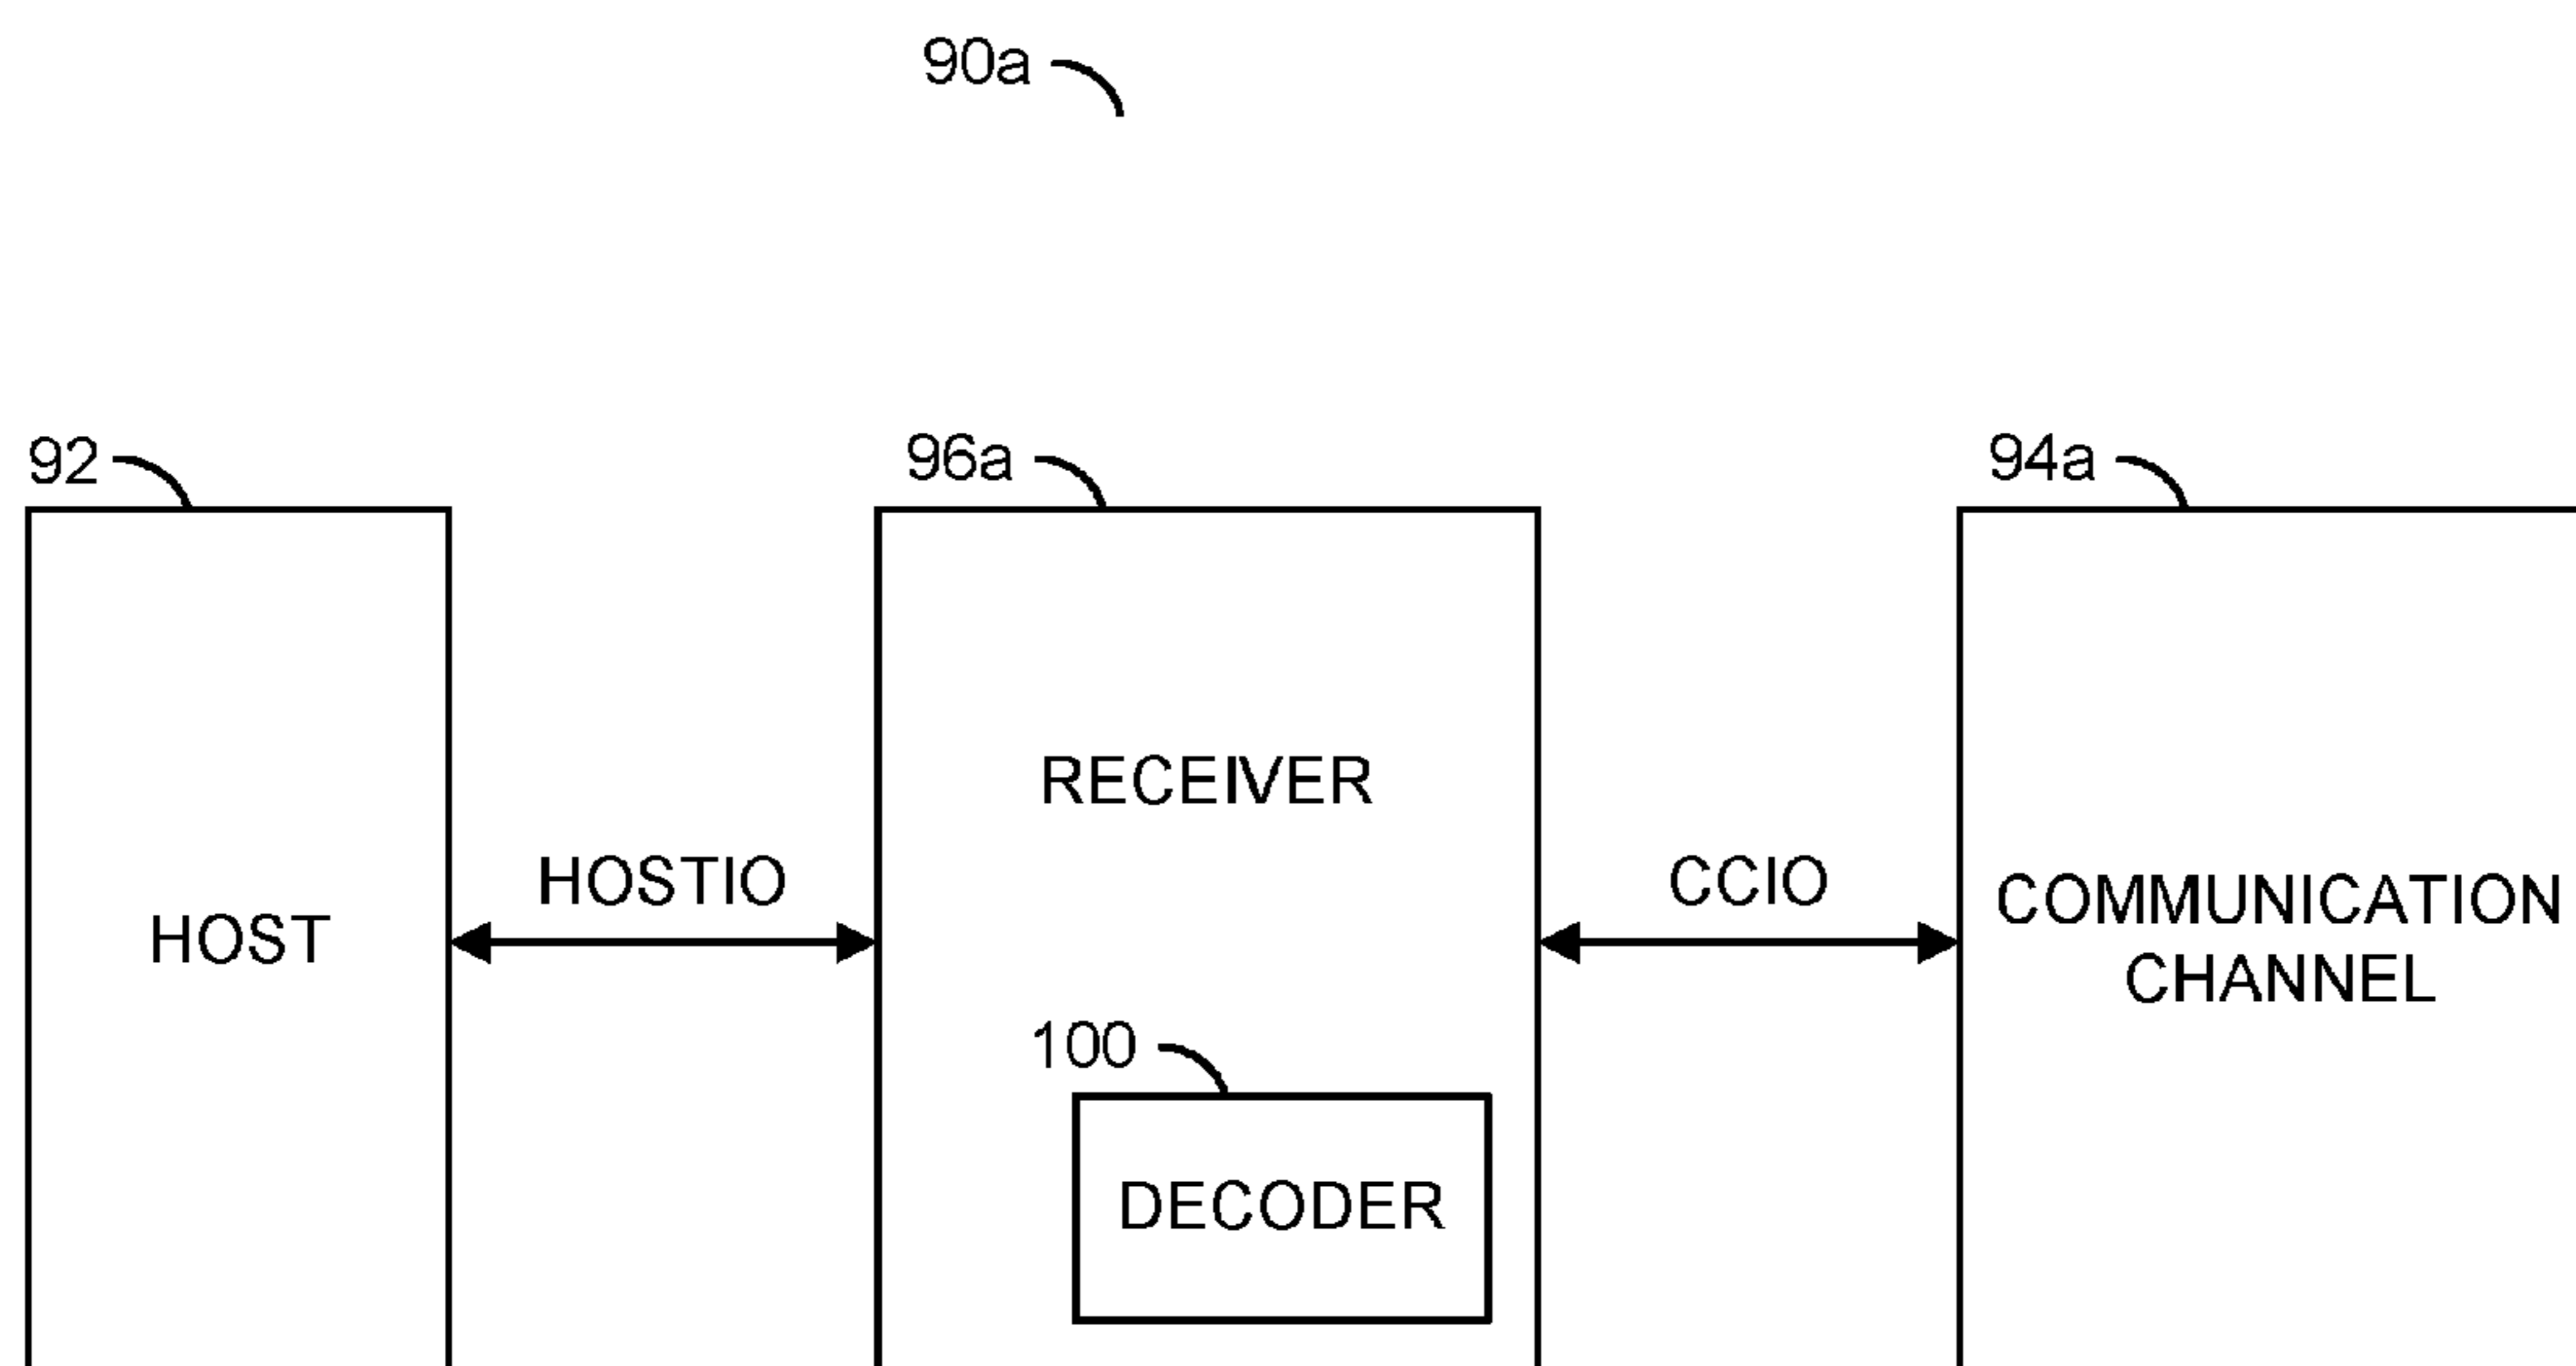 90a
92
96a
94a
RECEIVER
HOSTIO
CCIO
HOST
COMMUNICATION
CHANNEL
100
DECODER